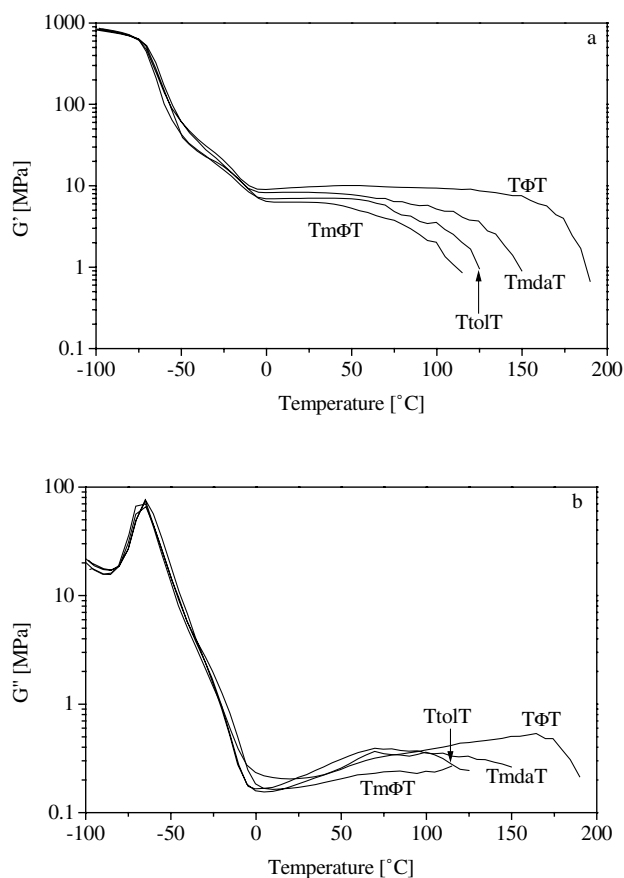 a
1000
100
10
1
0.1
G' [MPa]
TΦT
TmΦT
TmdaT
TtolT
-100
-50
0
50
100
150
200
Temperature [˚C]
b
100
10
1
0.1
G" [MPa]
TtolT
TΦT
TmdaT
TmΦT
-100
-50
0
50
100
150
200
Temperature [˚C]